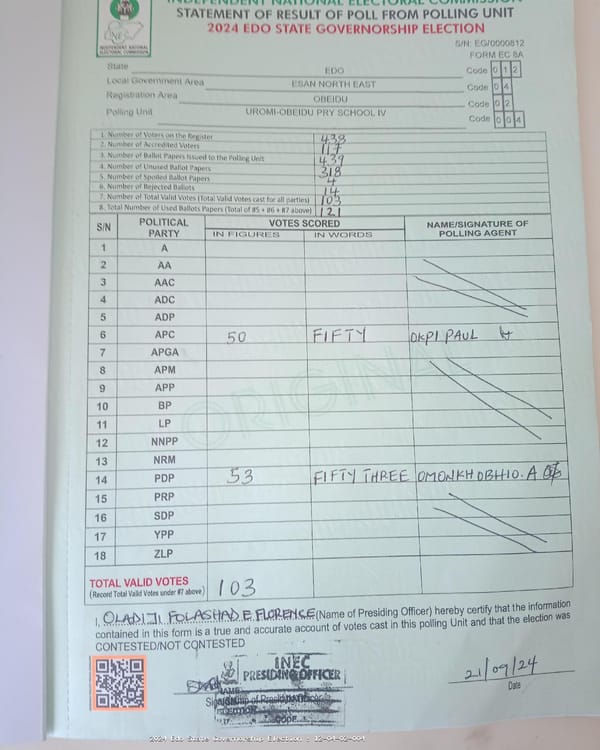 INDEPENDENT NATIONAL ELECTORAL COMMISSION
STATEMENT OF RESULT OF POLL FROM POLLING UNIT
2024 EDO STATE GOVERNORSHIP ELECTION
INEC
INDEPENDENT NATIONAL
ELECTORAL COMMISSION
S/N: EG/0000812
FORM EC 8A
State EDO Code 0 1 2
Local Government Area ESAN NORTH EAST Code 0 4
Registration Area OBEIDU Code 0 2
Polling Unit UROMI-OBEIDU PRY SCHOOL IV Code 0 0 4
1. Number of Voters on the Register 438
2. Number of Accredited Voters 117
3. Number of Ballot Papers Issued to the Polling Unit 439
4. Number of Unused Ballot Papers 318
5. Number of Spoiled Ballot Papers 4
6. Number of Rejected Ballots 14
7. Number of Total Valid Votes (Total Valid Votes cast for all parties) 103
8. Total Number of Used Ballots Papers (Total of #5 + #6 + #7 above) 121
S/N POLITICAL PARTY VOTES SCORED NAME/SIGNATURE OF POLLING AGENT
IN FIGURES IN WORDS
1 A
2 AA
3 AAC
4 ADC
5 ADP
6 APC 50 FIFTY OKPI PAUL
7 APGA
8 APM
9 APP
10 BP
11 LP
12 NNPP
13 NRM
14 PDP 53 FIFTY THREE OMONKHOBHIO. A
15 PRP
16 SDP
17 YPP
18 ZLP
ORIGINAL
TOTAL VALID VOTES
(Record Total Valid Votes under #7 above) 103
I, OLADIJI FOLASHADE FLORENCE (Name of Presiding Officer) hereby certify that the information
contained in this form is a true and accurate account of votes cast in this polling Unit and that the election was
CONTESTED/NOT CONTESTED
INEC
PRESIDING OFFICER
NAME
Signature of Presiding Officer
21/09/24
Date
2024 Edo State Governorship Election : 12-04-02-004